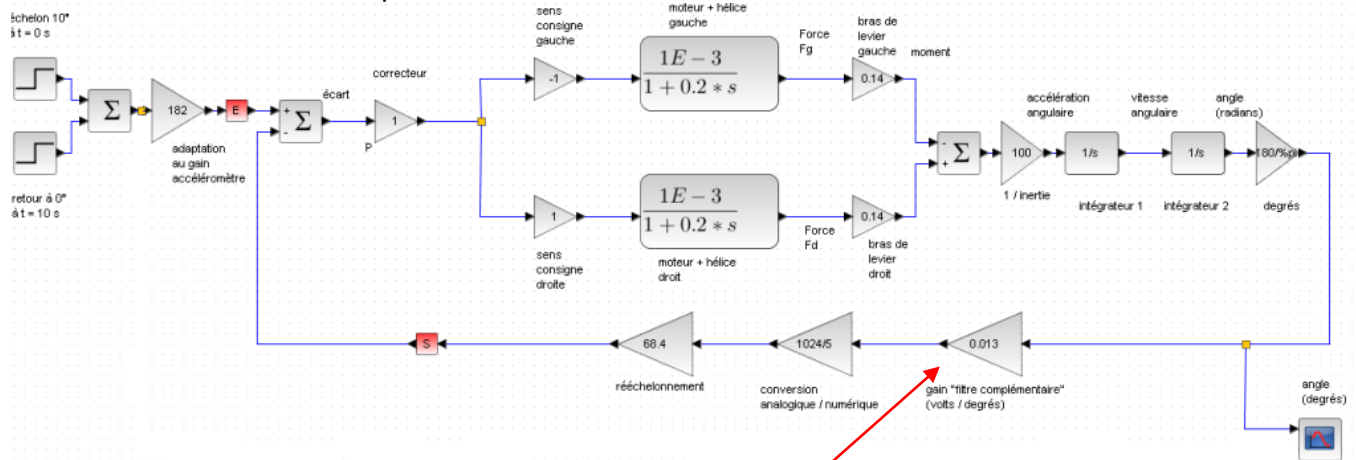 échelon 10°
à t = 0 s
Σ
182
E
adaptation
au gain
accéléromètre
retour à 0°
à t = 10 s
+
-
Σ
écart
correcteur
1
P
sens
consigne
gauche
-1
moteur + hélice
gauche
1E − 3
1 + 0.2 * s
Force
Fg
bras de
levier
gauche
0.14
moment
sens
consigne
droite
1
1E − 3
1 + 0.2 * s
moteur + hélice
droit
Force
Fd
0.14
bras de
levier
droit
-
+
Σ
100
1 / inertie
accélération
angulaire
1/s
intégrateur 1
vitesse
angulaire
1/s
intégrateur 2
angle
(radians)
180/%pi
degrés
S
68.4
rééchelonnement
1024/5
conversion
analogique / numérique
0.013
gain "filtre complémentaire"
(volts / degrés)
angle
(degrés)